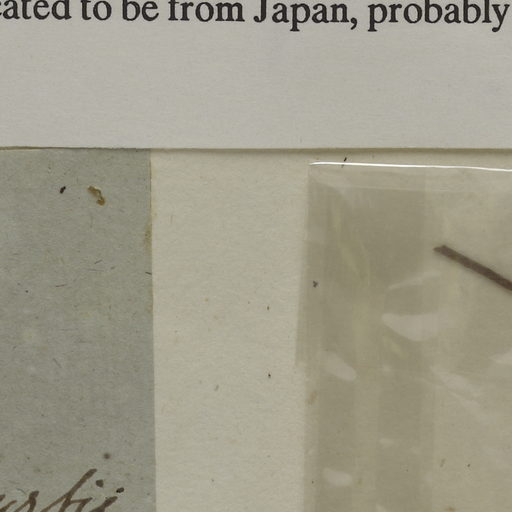 cated to be from Japan, probably